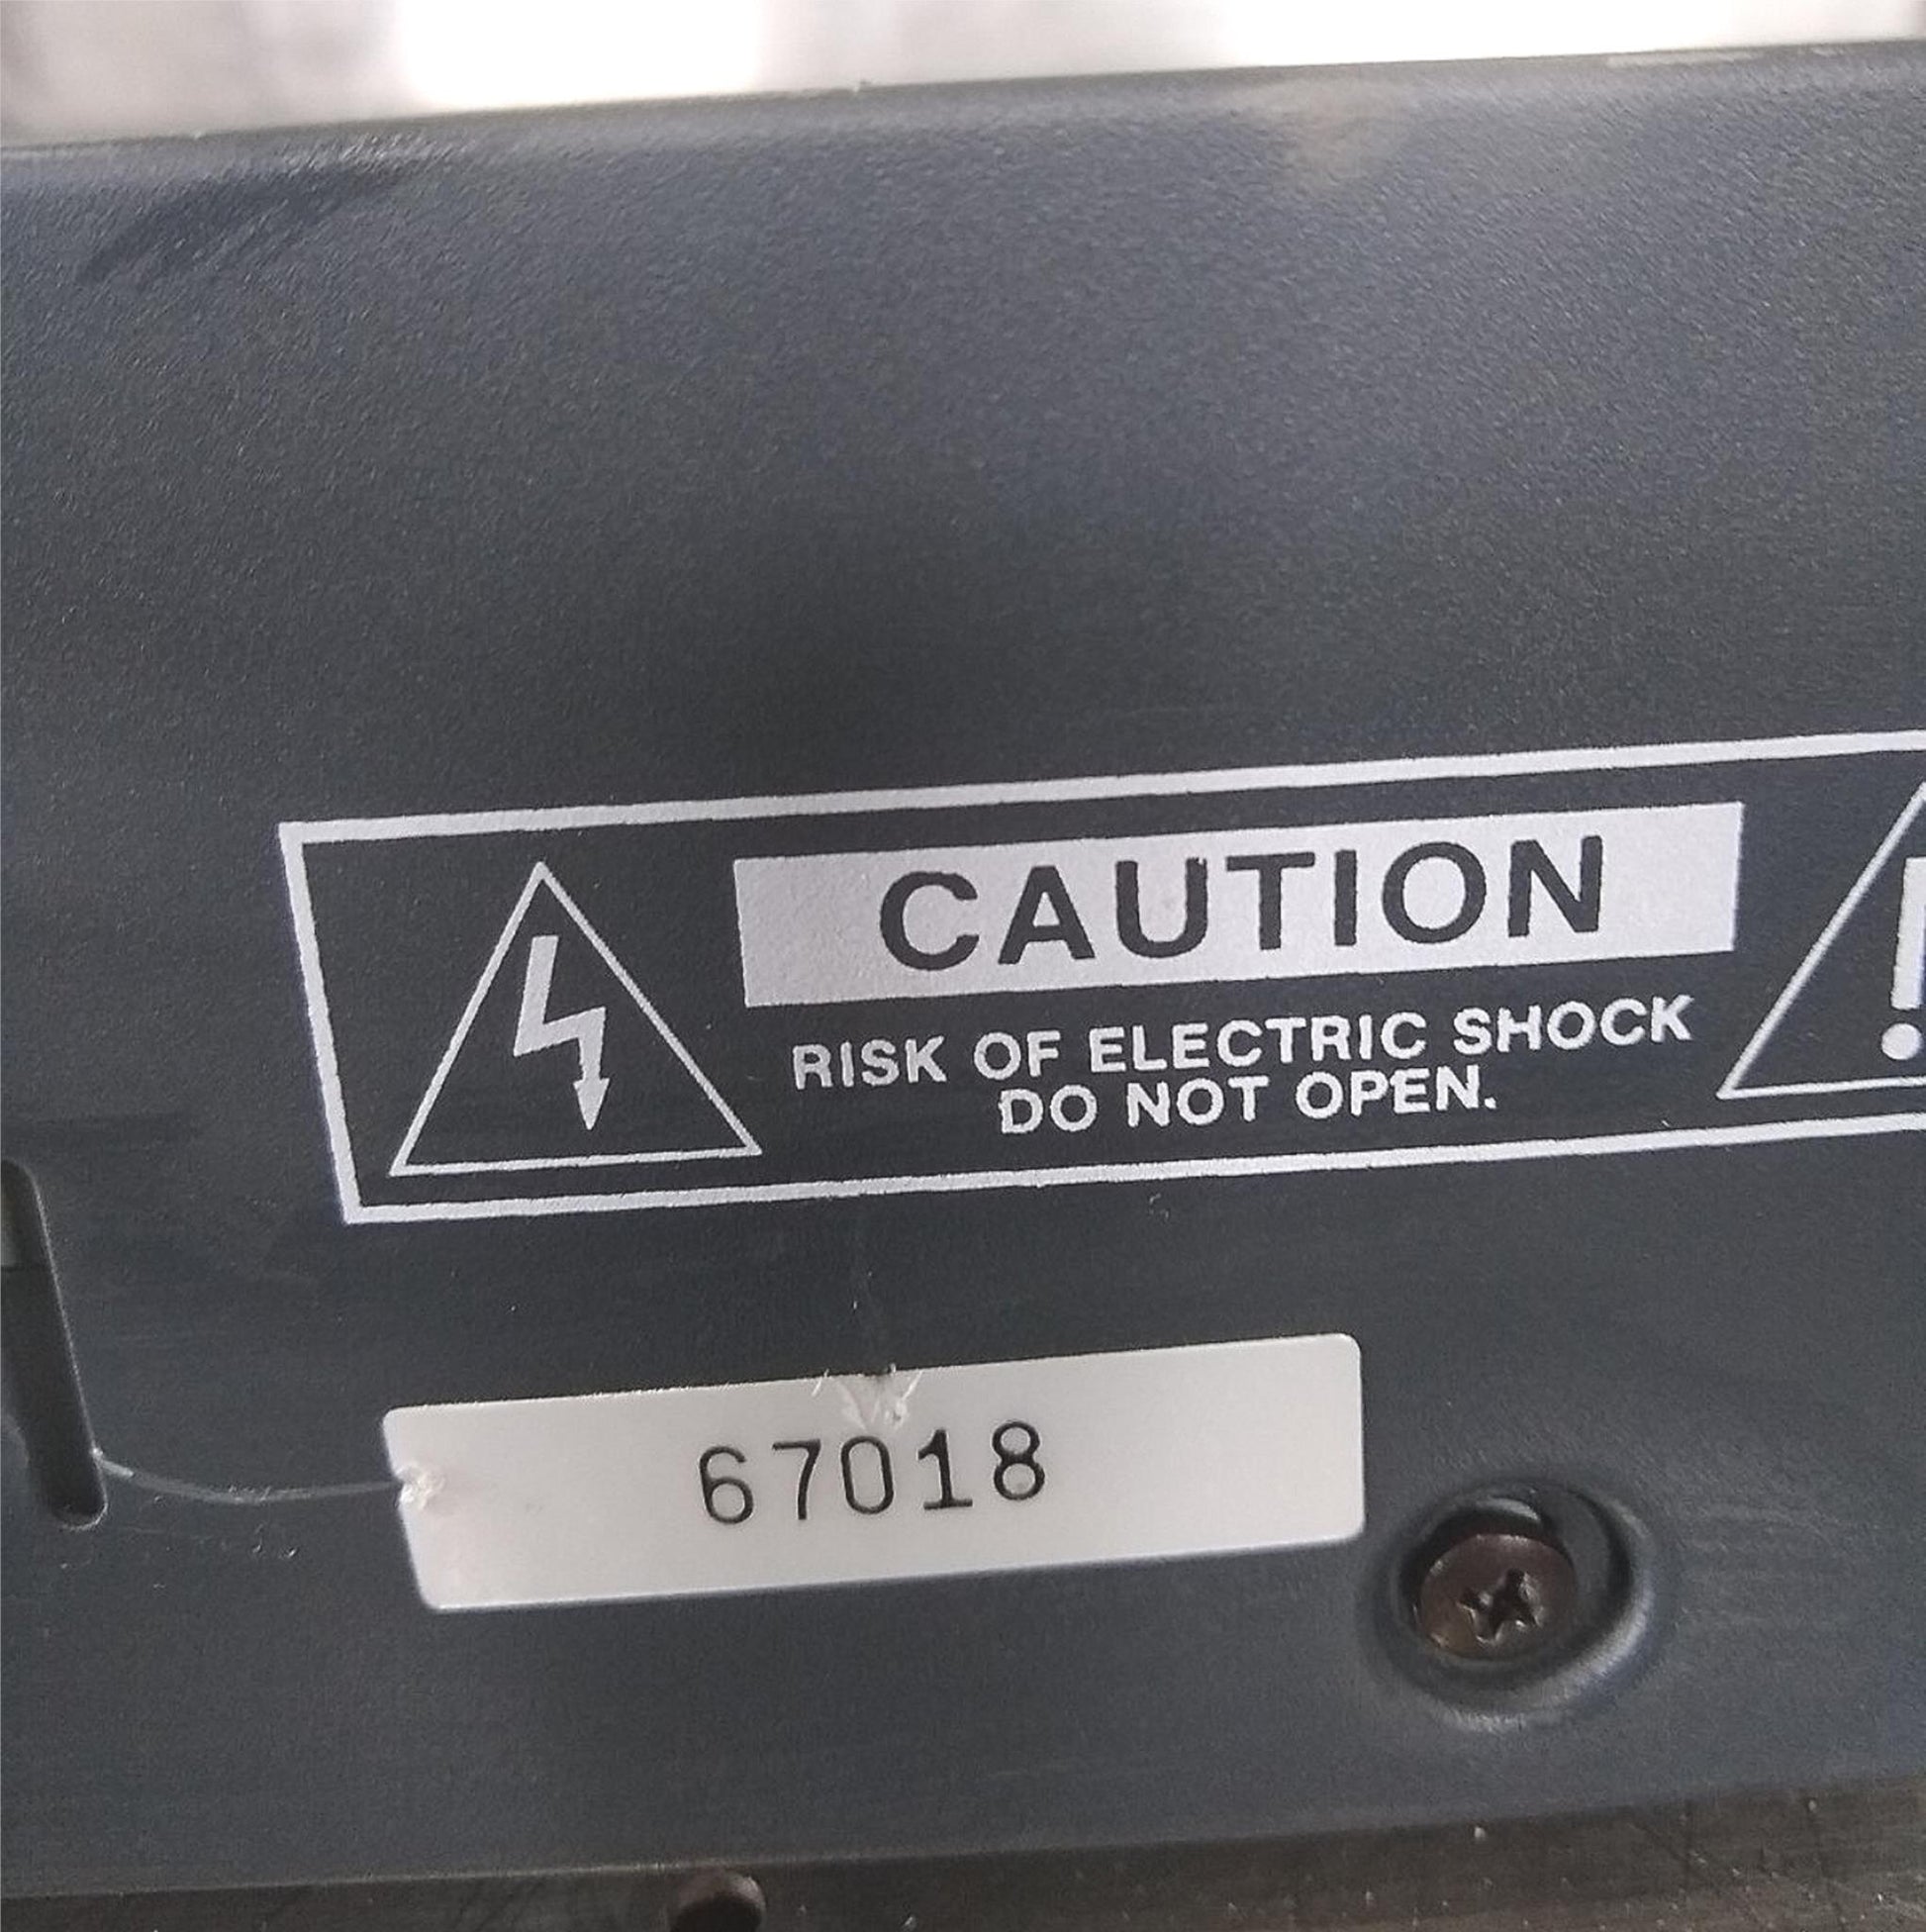 CAUTION
RISK OF ELECTRIC SHOCK
DO NOT OPEN.
!
67018